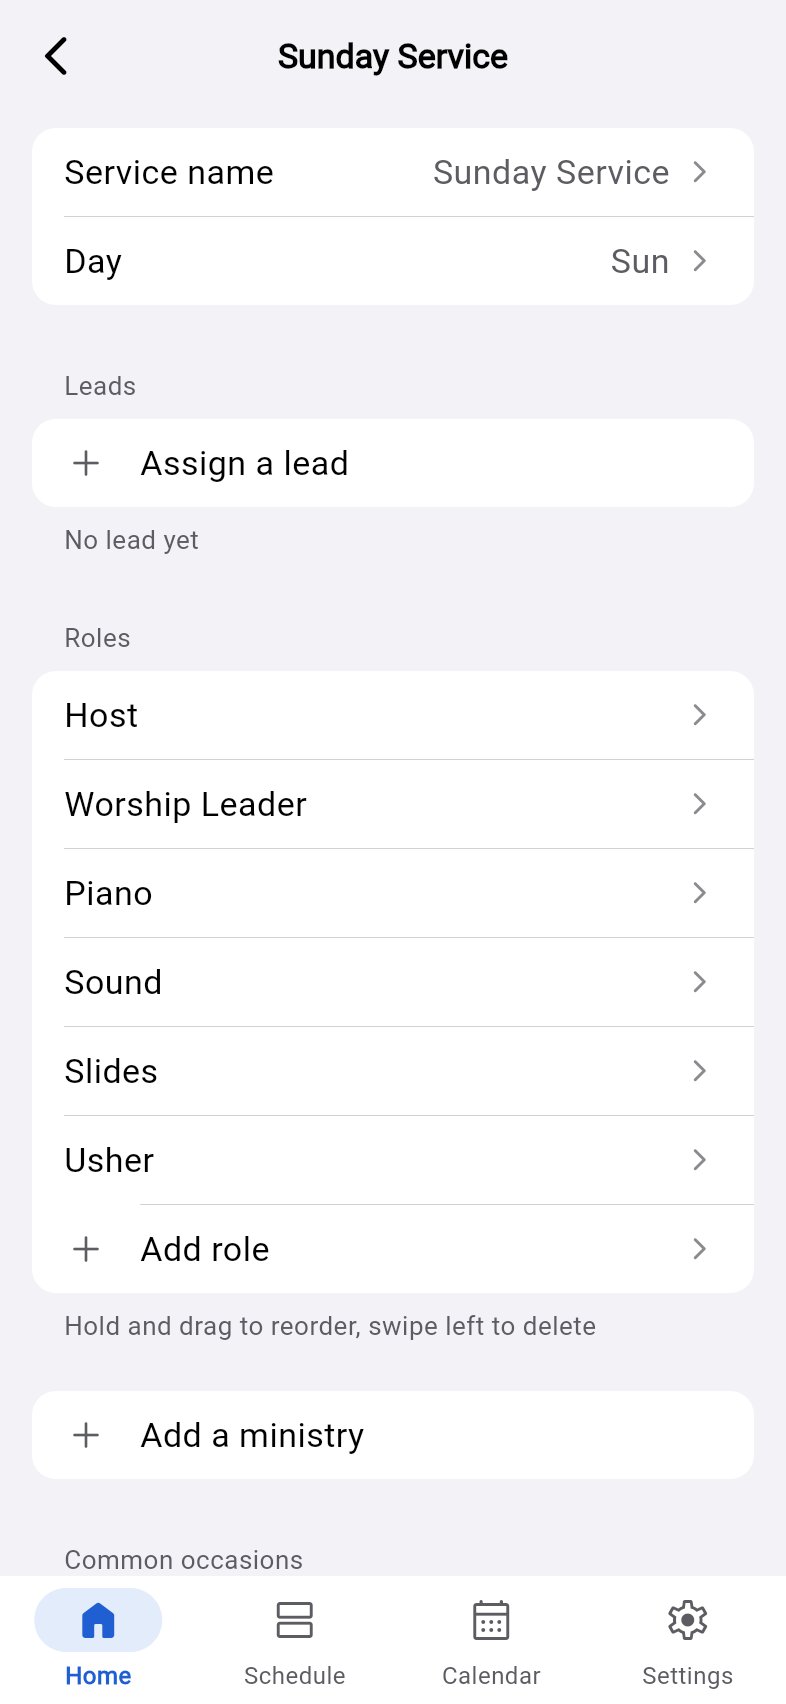 Sunday Service
Service name Sunday Service
Day Sun
Leads
Assign a lead
No lead yet
Roles
Host
Worship Leader
Piano
Sound
Slides
Usher
Add role
Hold and drag to reorder, swipe left to delete
Add a ministry
Common occasions
Home Schedule Calendar Settings